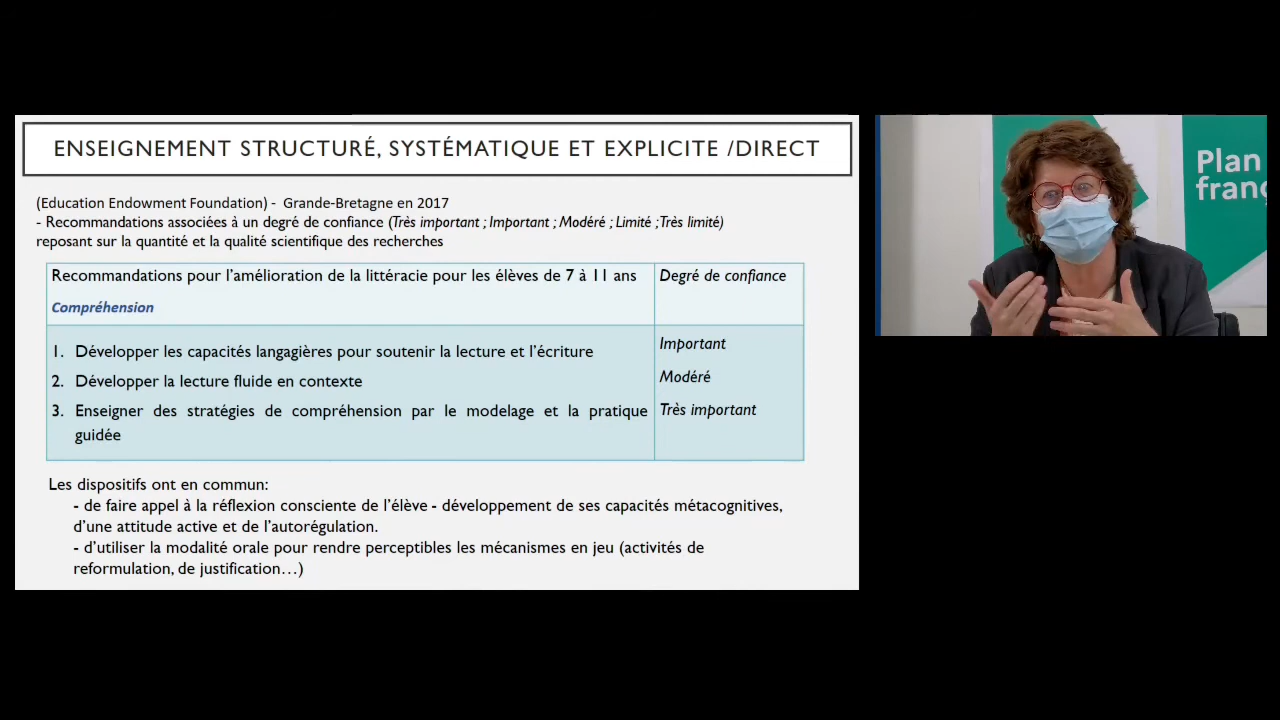 ENSEIGNEMENT STRUCTURÉ, SYSTÉMATIQUE ET EXPLICITE /DIRECT
(Education Endowment Foundation) - Grande-Bretagne en 2017
- Recommandations associées à un degré de confiance (Très important ; Important ; Modéré ; Limité ;Très limité)
reposant sur la quantité et la qualité scientifique des recherches
Recommandations pour l'amélioration de la littéracie pour les élèves de 7 à 11 ans
Compréhension
Degré de confiance
1. Développer les capacités langagières pour soutenir la lecture et l'écriture
Important
2. Développer la lecture fluide en contexte
Modéré
3. Enseigner des stratégies de compréhension par le modelage et la pratique
guidée
Très important
Les dispositifs ont en commun:
- de faire appel à la réflexion consciente de l'élève - développement de ses capacités métacognitives,
d'une attitude active et de l'autorégulation.
- d'utiliser la modalité orale pour rendre perceptibles les mécanismes en jeu (activités de
reformulation, de justification…)
Plan
franç